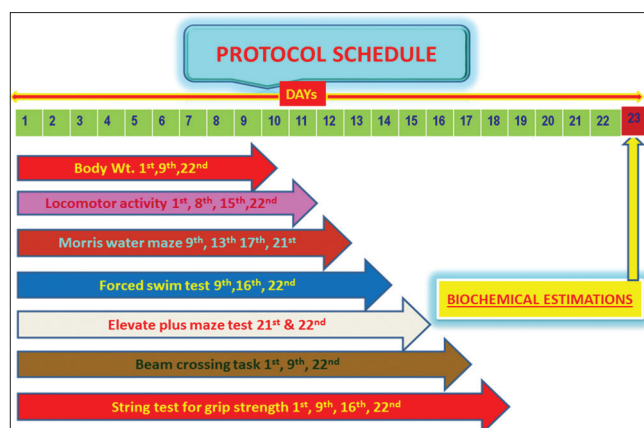 PROTOCOL SCHEDULE
DAYs
1 2 3 4 5 6 7 8 9 10 11 12 13 14 15 16 17 18 19 20 21 22 23
Body Wt. 1st,9th,22nd
Locomotor activity 1st, 8th, 15th,22nd
Morris water maze 9th, 13th 17th, 21st
Forced swim test 9th,16th, 22nd
BIOCHEMICAL ESTIMATIONS
Elevate plus maze test 21st & 22nd
Beam crossing task 1st, 9th, 22nd
String test for grip strength 1st, 9th, 16th, 22nd